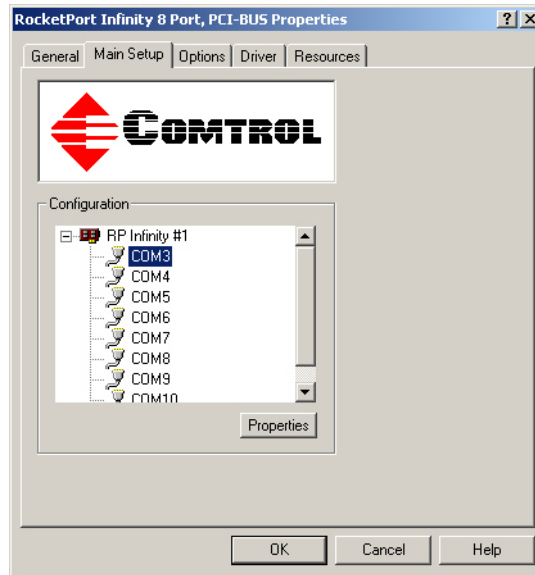 RocketPort Infinity 8 Port, PCI-BUS Properties
General Main Setup Options Driver Resources
COMTROL
Configuration
RP Infinity #1
COM3
COM4
COM5
COM6
COM7
COM8
COM9
COM10
Properties
OK Cancel Help